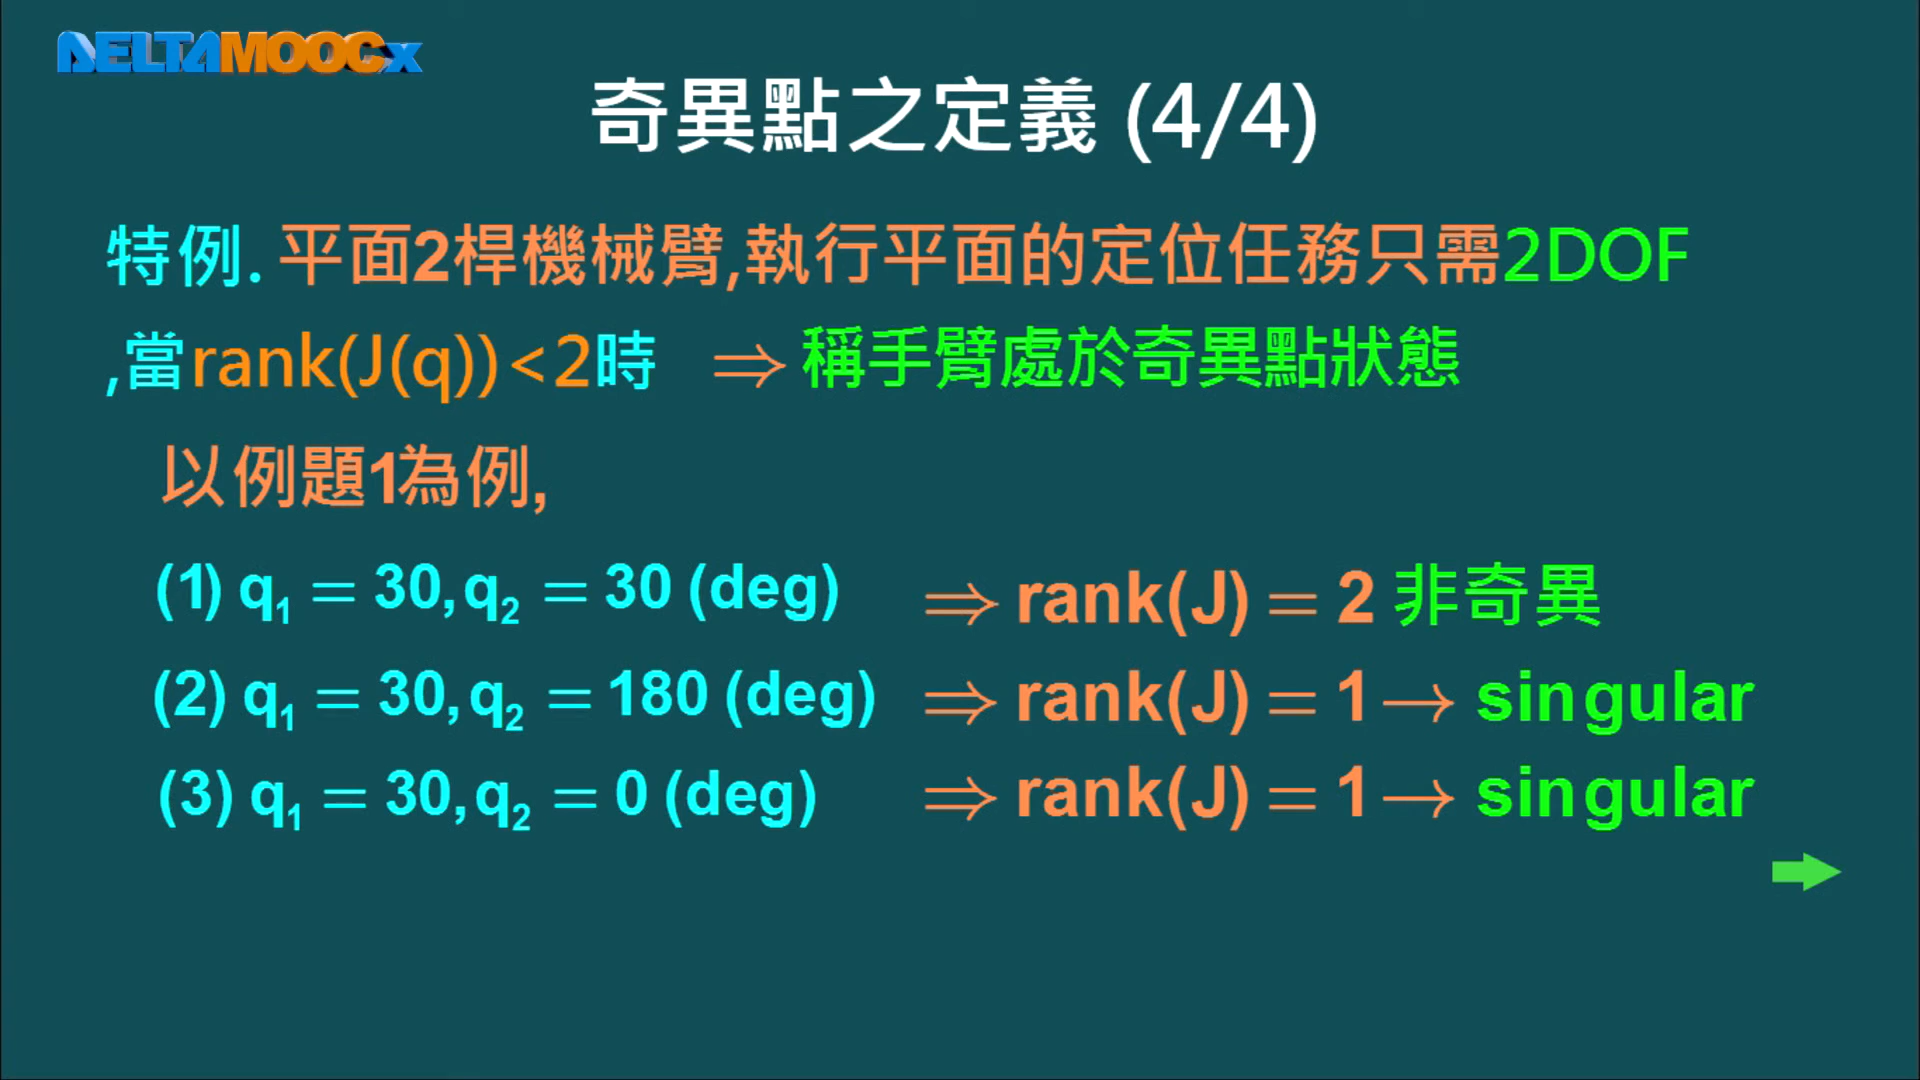 DELTAMOOCx
奇異點之定義 (4/4)
特例. 平面2桿機械臂,執行平面的定位任務只需2DOF
,當rank(J(q))<2時 ⇒ 稱手臂處於奇異點狀態
以例題1為例,
(1) q₁ = 30, q₂ = 30 (deg) ⇒ rank(J) = 2 非奇異
(2) q₁ = 30, q₂ = 180 (deg) ⇒ rank(J) = 1 → singular
(3) q₁ = 30, q₂ = 0 (deg) ⇒ rank(J) = 1 → singular